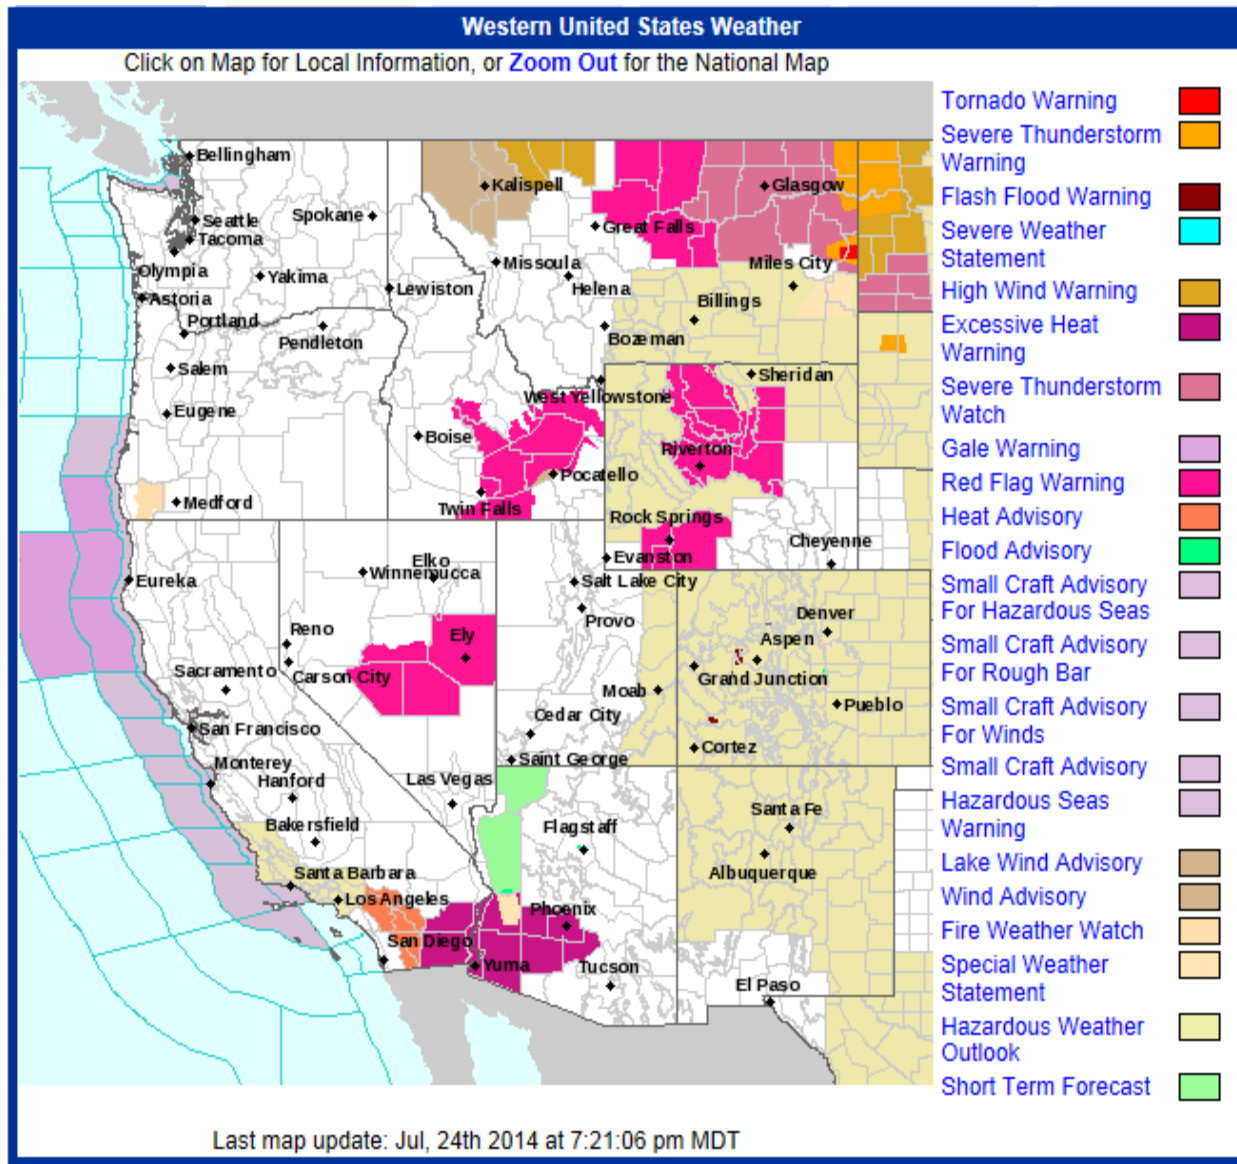 Western United States Weather
Click on Map for Local Information, or Zoom Out for the National Map
Tornado Warning
Severe Thunderstorm
Warning
Flash Flood Warning
Severe Weather
Statement
High Wind Warning
Excessive Heat
Warning
Severe Thunderstorm
Watch
Gale Warning
Red Flag Warning
Heat Advisory
Flood Advisory
Small Craft Advisory
For Hazardous Seas
Small Craft Advisory
For Rough Bar
Small Craft Advisory
For Winds
Small Craft Advisory
Hazardous Seas
Warning
Lake Wind Advisory
Wind Advisory
Fire Weather Watch
Special Weather
Statement
Hazardous Weather
Outlook
Short Term Forecast
Bellingham
Kalispell
Glasgow
Seattle
Spokane
Great Falls
Tacoma
Olympia
Yakima
Missoula
Miles City
Helena
Lewiston
Astoria
Billings
Portland
Pendleton
Bozeman
Salem
Sheridan
West Yellowstone
Eugene
Boise
Riverton
Pocatello
Medford
Twin Falls
Rock Springs
Cheyenne
Evanston
Elko
Winnemucca
Eureka
Salt Lake City
Provo
Denver
Reno
Ely
Aspen
Sacramento
Carson City
Grand Junction
Moab
Pueblo
Cedar City
San Francisco
Cortez
Saint George
Monterey
Hanford
Las Vegas
Santa Fe
Bakersfield
Flagstaff
Albuquerque
Santa Barbara
Los Angeles
Phoenix
San Diego
Yuma
Tucson
El Paso
Last map update: Jul, 24th 2014 at 7:21:06 pm MDT